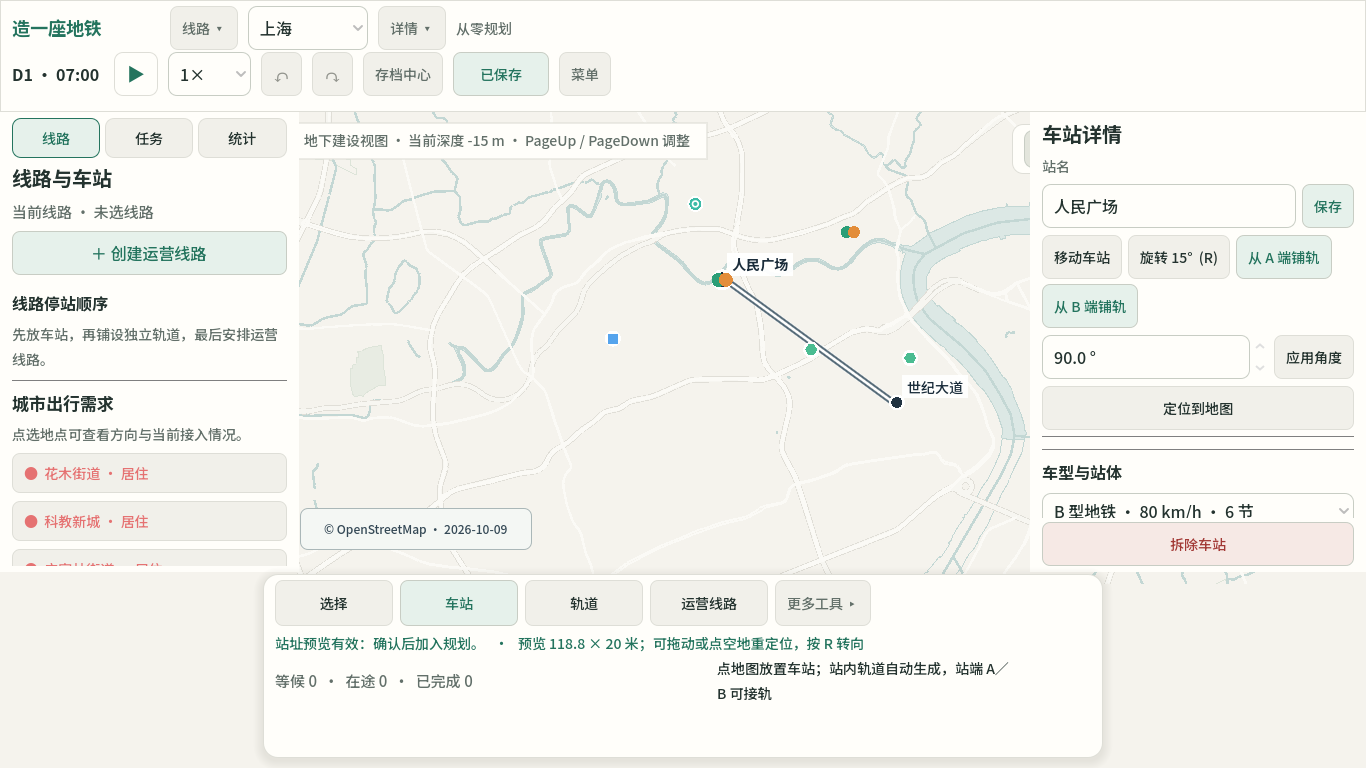 造一座地铁
线路 ▾
上海
详情 ▾
从零规划
D1 · 07:00
▶
1×
存档中心
已保存
菜单
线路
任务
统计
线路与车站
当前线路 · 未选线路
＋ 创建运营线路
线路停站顺序
先放车站，再铺设独立轨道，最后安排运营
线路。
城市出行需求
点选地点可查看方向与当前接入情况。
花木街道 · 居住
科教新城 · 居住
地下建设视图 · 当前深度 -15 m · PageUp / PageDown 调整
人民广场
世纪大道
© OpenStreetMap · 2026-10-09
车站详情
站名
人民广场
保存
移动车站
旋转 15° (R)
从 A 端铺轨
从 B 端铺轨
90.0 °
应用角度
定位到地图
车型与站体
B 型地铁 · 80 km/h · 6 节
拆除车站
选择
车站
轨道
运营线路
更多工具 ▸
站址预览有效：确认后加入规划。 · 预览 118.8 × 20 米；可拖动或点空地重定位，按 R 转向
等候 0 · 在途 0 · 已完成 0
点地图放置车站；站内轨道自动生成，站端 A／
B 可接轨